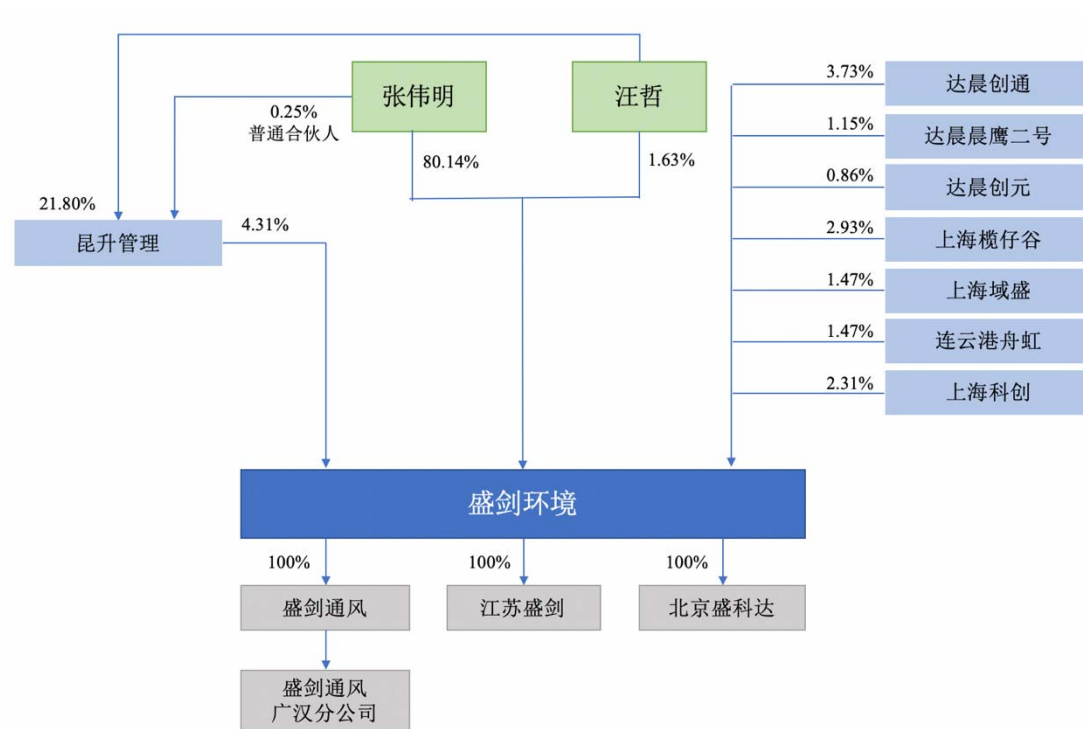 3.73%
达晨创通
张伟明
汪哲
0.25%
普通合伙人
1.15%
达晨晨鹰二号
80.14%
1.63%
0.86%
达晨创元
21.80%
昆升管理
4.31%
2.93%
上海榄仔谷
1.47%
上海域盛
1.47%
连云港舟虹
2.31%
上海科创
盛剑环境
100%
100%
100%
盛剑通风
江苏盛剑
北京盛科达
盛剑通风
广汉分公司